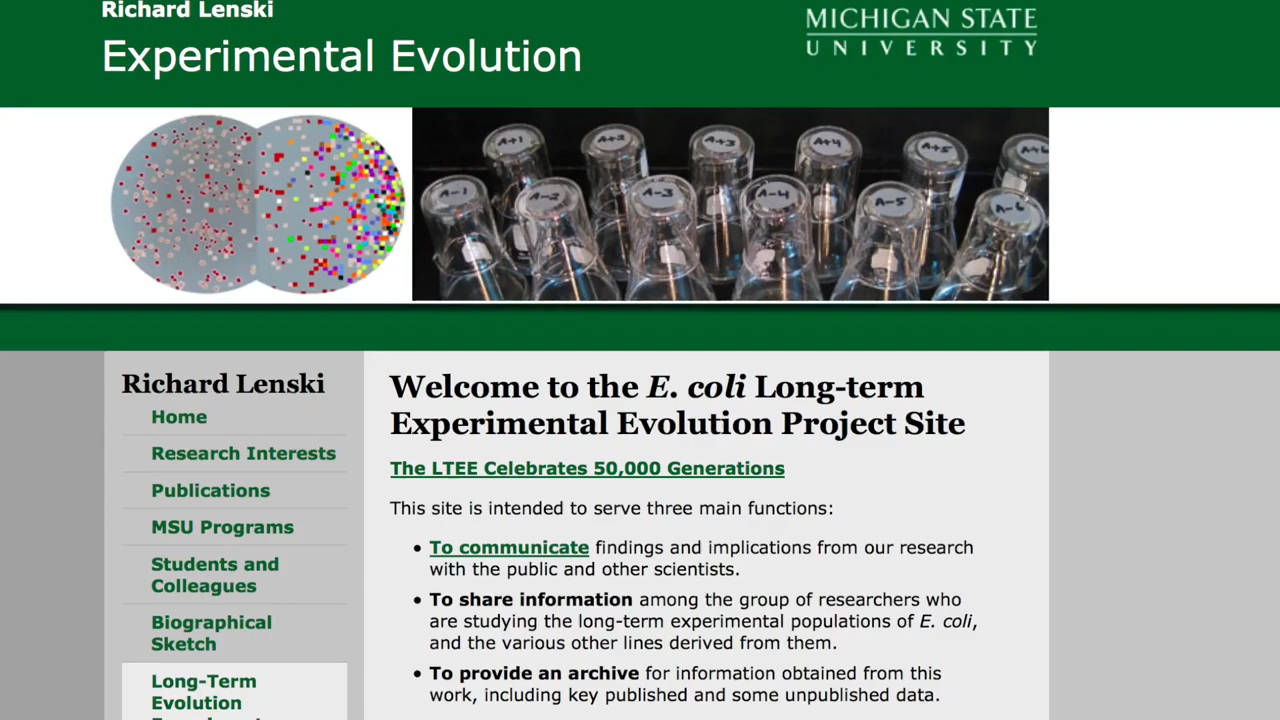 Richard Lenski
Experimental Evolution
MICHIGAN STATE
UNIVERSITY
A+1
A+2
A+3
A+4
A+5
A+6
A-1
A-2
A-3
A-4
A-5
A-6
Richard Lenski
Home
Research Interests
Publications
MSU Programs
Students and
Colleagues
Biographical
Sketch
Long-Term
Evolution
Welcome to the E. coli Long-term
Experimental Evolution Project Site
The LTEE Celebrates 50,000 Generations
This site is intended to serve three main functions:
• To communicate findings and implications from our research
with the public and other scientists.
• To share information among the group of researchers who
are studying the long-term experimental populations of E. coli,
and the various other lines derived from them.
• To provide an archive for information obtained from this
work, including key published and some unpublished data.